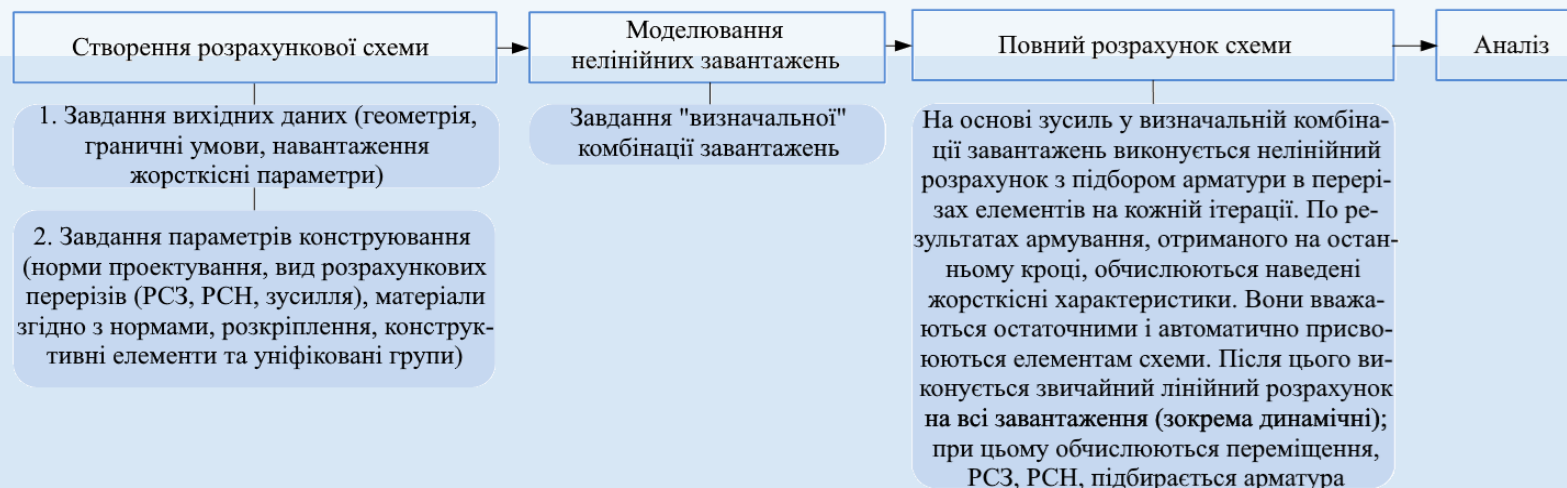 Створення розрахункової схеми
1. Завдання вихідних даних (геометрія,
граничні умови, навантаження
жорсткісні параметри)
2. Завдання параметрів конструювання
(норми проектування, вид розрахункових
перерізів (РСЗ, РСН, зусилля), матеріали
згідно з нормами, розкріплення, конструк-
тивні елементи та уніфіковані групи)
Моделювання
нелінійних завантажень
Завдання "визначальної"
комбінації завантажень
Повний розрахунок схеми
На основі зусиль у визначальній комбіна-
ції завантажень виконується нелінійний
розрахунок з підбором арматури в перері-
зах елементів на кожній ітерації. По ре-
зультатах армування, отриманого на остан-
ньому кроці, обчислюються наведені
жорсткісні характеристики. Вони вважа-
ються остаточними і автоматично присво-
юються елементам схеми. Після цього ви-
конується звичайний лінійний розрахунок
на всі завантаження (зокрема динамічні);
при цьому обчислюються переміщення,
РСЗ, РСН, підбирається арматура
Аналіз